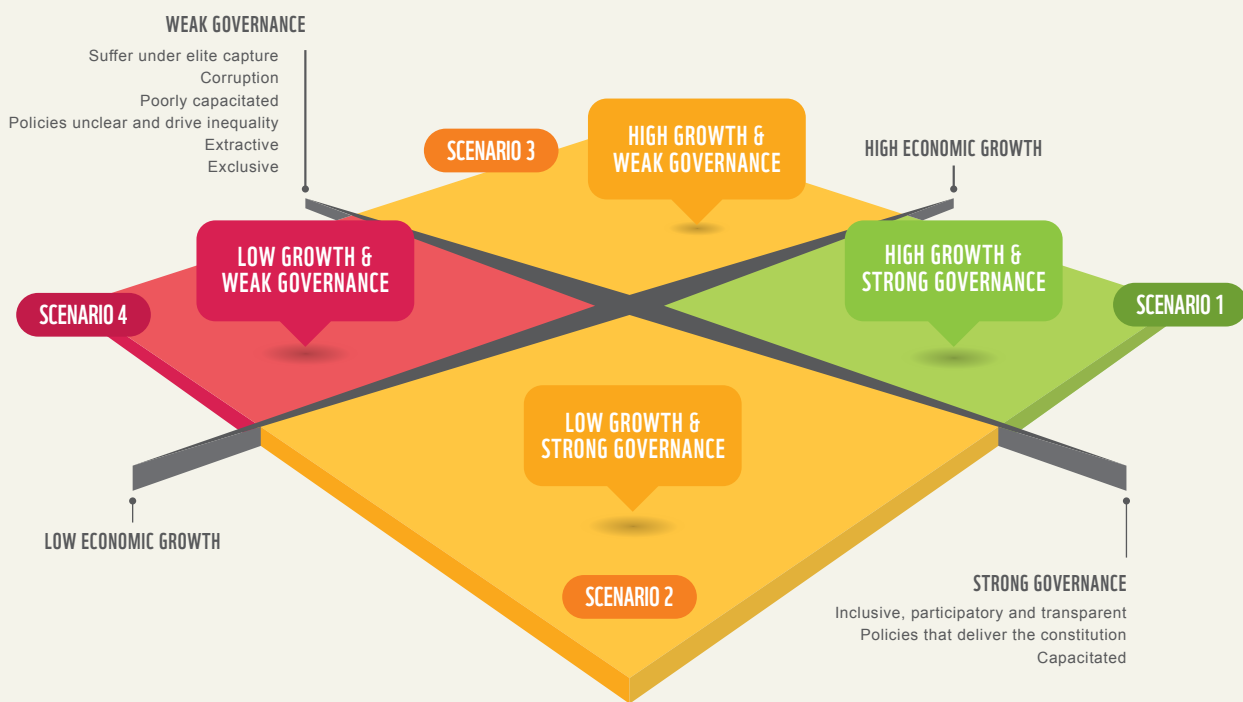 WEAK GOVERNANCE
Suffer under elite capture
Corruption
Poorly capacitated
Policies unclear and drive inequality
Extractive
Exclusive
SCENARIO 3
HIGH GROWTH &
WEAK GOVERNANCE
HIGH ECONOMIC GROWTH
LOW GROWTH &
WEAK GOVERNANCE
HIGH GROWTH &
STRONG GOVERNANCE
SCENARIO 4
SCENARIO 1
LOW GROWTH &
STRONG GOVERNANCE
LOW ECONOMIC GROWTH
SCENARIO 2
STRONG GOVERNANCE
Inclusive, participatory and transparent
Policies that deliver the constitution
Capacitated